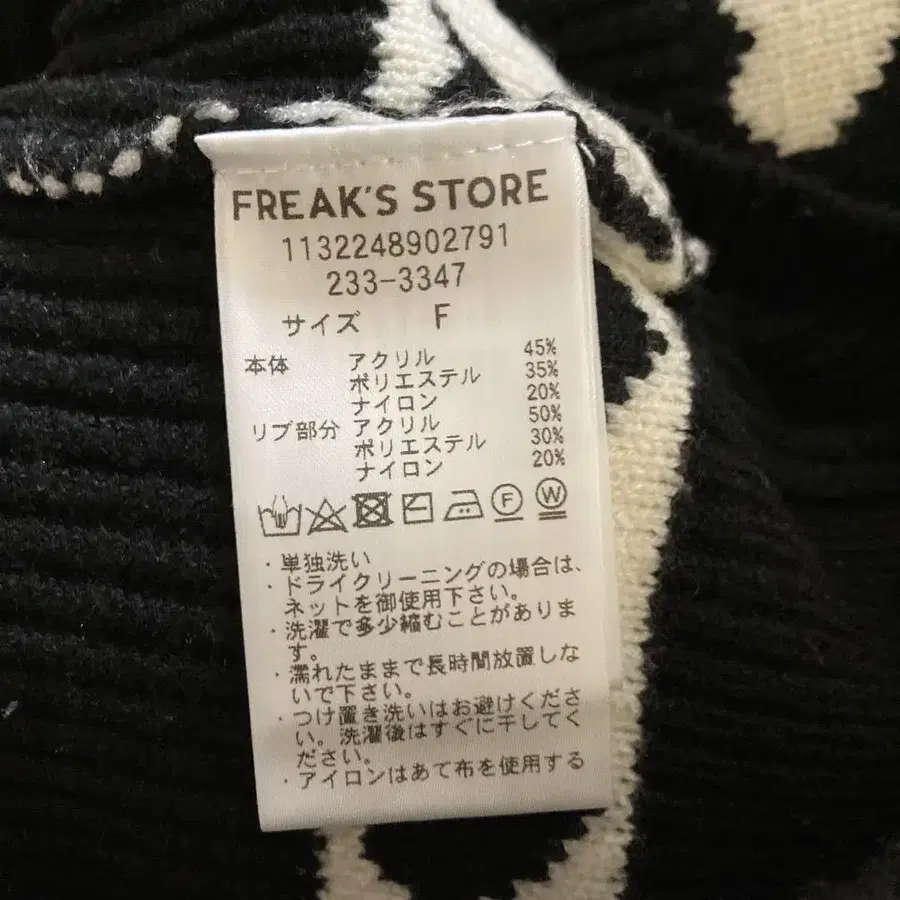 FREAK'S STORE
1132248902791
233-3347
サイズ F
本体 アクリル 45%
ポリエステル 35%
ナイロン 20%
リブ部分 アクリル 50%
ポリエステル 30%
ナイロン 20%
F W
・単独洗い
・ドライクリーニングの場合は、
ネットを御使用下さい。
・洗濯で多少縮むことがありま
す。
・濡れたままで長時間放置しな
いで下さい。
・つけ置き洗いはお避けくださ
い。洗濯後はすぐに干してく
ださい。
・アイロンはあて布を使用する